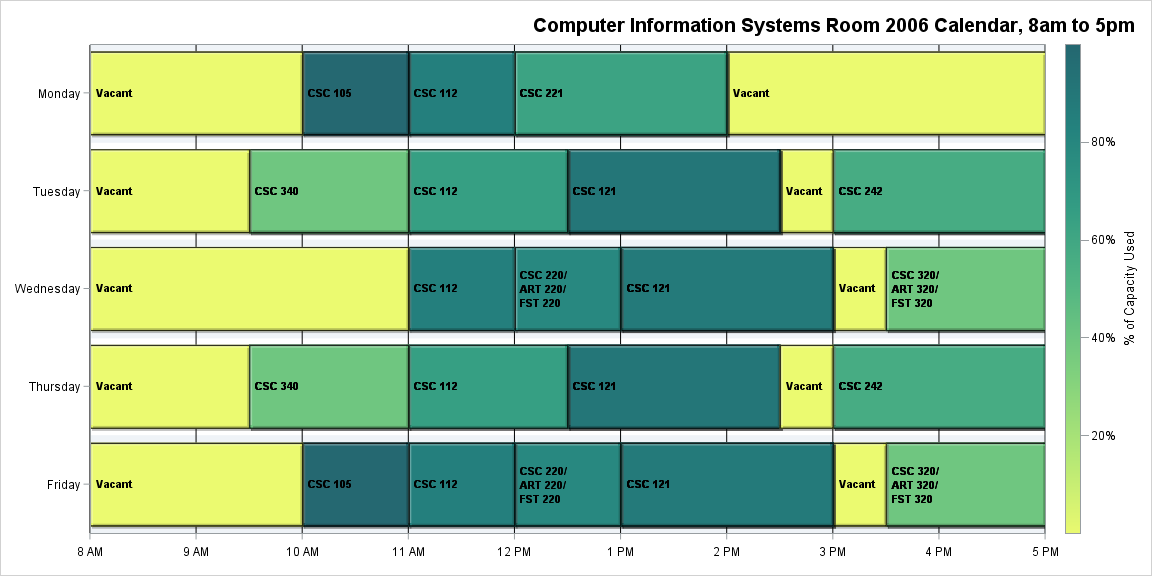 Computer Information Systems Room 2006 Calendar, 8am to 5pm
Monday
Vacant
CSC 105
CSC 112
CSC 221
Vacant
Tuesday
Vacant
CSC 340
CSC 112
CSC 121
Vacant
CSC 242
Wednesday
Vacant
CSC 112
CSC 220/
ART 220/
FST 220
CSC 121
Vacant
CSC 320/
ART 320/
FST 320
Thursday
Vacant
CSC 340
CSC 112
CSC 121
Vacant
CSC 242
Friday
Vacant
CSC 105
CSC 112
CSC 220/
ART 220/
FST 220
CSC 121
Vacant
CSC 320/
ART 320/
FST 320
8 AM
9 AM
10 AM
11 AM
12 PM
1 PM
2 PM
3 PM
4 PM
5 PM
80%
60%
40%
20%
% of Capacity Used